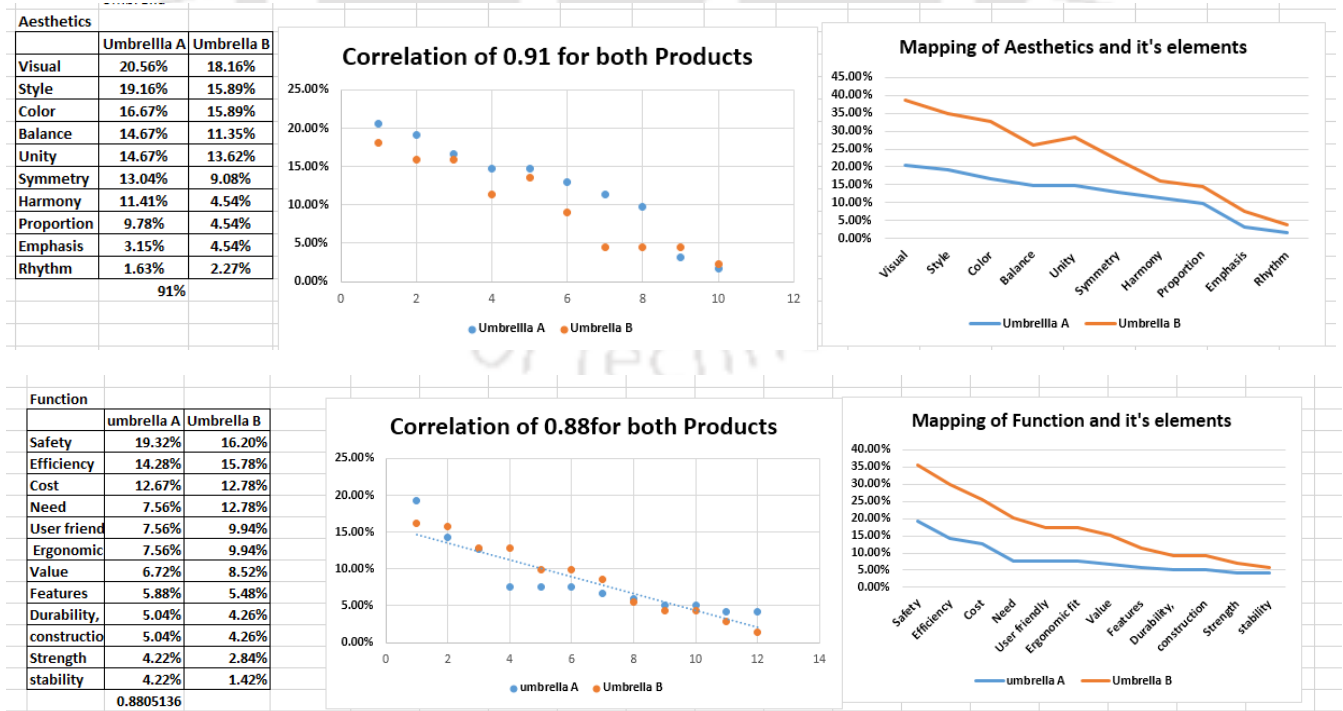 Aesthetics
Umbrellla A Umbrella B
Visual 20.56% 18.16%
Style 19.16% 15.89%
Color 16.67% 15.89%
Balance 14.67% 11.35%
Unity 14.67% 13.62%
Symmetry 13.04% 9.08%
Harmony 11.41% 4.54%
Proportion 9.78% 4.54%
Emphasis 3.15% 4.54%
Rhythm 1.63% 2.27%
91%
Correlation of 0.91 for both Products
25.00%
20.00%
15.00%
10.00%
5.00%
0.00%
0 2 4 6 8 10 12
Umbrellla A Umbrella B
Mapping of Aesthetics and it's elements
45.00%
40.00%
35.00%
30.00%
25.00%
20.00%
15.00%
10.00%
5.00%
0.00%
Visual Style Color Balance Unity Symmetry Harmony Proportion Emphasis Rhythm
Umbrellla A Umbrella B
Function
umbrella A Umbrella B
Safety 19.32% 16.20%
Efficiency 14.28% 15.78%
Cost 12.67% 12.78%
Need 7.56% 12.78%
User friend 7.56% 9.94%
Ergonomic 7.56% 9.94%
Value 6.72% 8.52%
Features 5.88% 5.48%
Durability, 5.04% 4.26%
constructio 5.04% 4.26%
Strength 4.22% 2.84%
stability 4.22% 1.42%
0.8805136
Correlation of 0.88for both Products
25.00%
20.00%
15.00%
10.00%
5.00%
0.00%
0 2 4 6 8 10 12 14
umbrella A Umbrella B
Mapping of Function and it's elements
40.00%
35.00%
30.00%
25.00%
20.00%
15.00%
10.00%
5.00%
0.00%
Safety Efficiency Cost Need User friendly Ergonomic fit Value Features Durability, construction Strength stability
umbrella A Umbrella B